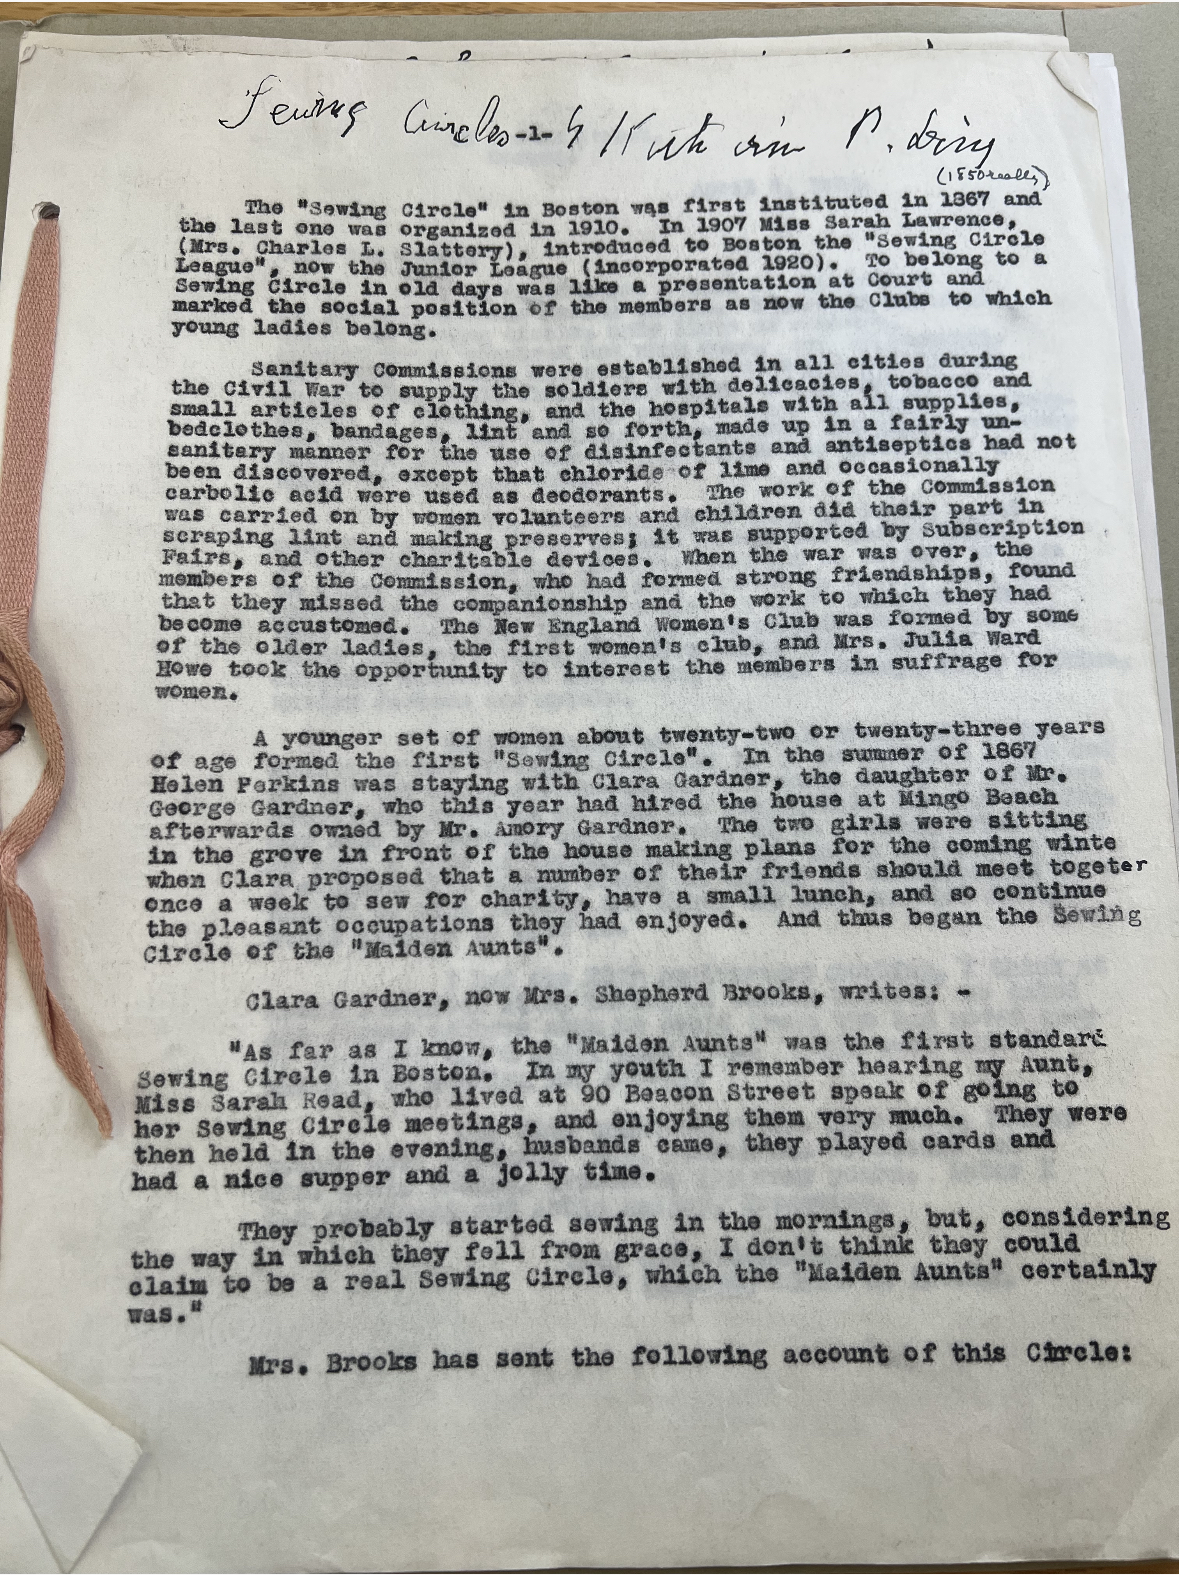 Sewing Circles -1- by Katharine P. Loring
(1850 really)
The "Sewing Circle" in Boston was first instituted in 1867 and
the last one was organized in 1910. In 1907 Miss Sarah Lawrence,
(Mrs. Charles L. Slattery), introduced to Boston the "Sewing Circle
League", now the Junior League (incorporated 1920). To belong to a
Sewing Circle in old days was like a presentation at Court and
marked the social position of the members as now the Clubs to which
young ladies belong.
Sanitary Commissions were established in all cities during
the Civil War to supply the soldiers with delicacies, tobacco and
small articles of clothing, and the hospitals with all supplies,
bedclothes, bandages, lint and so forth, made up in a fairly un-
sanitary manner for the use of disinfectants and antiseptics had not
been discovered, except that chloride of lime and occasionally
carbolic acid were used as deodorants. The work of the Commission
was carried on by women volunteers and children did their part in
scraping lint and making preserves; it was supported by Subscription
Fairs, and other charitable devices. When the war was over, the
members of the Commission, who had formed strong friendships, found
that they missed the companionship and the work to which they had
become accustomed. The New England Women's Club was formed by some
of the older ladies, the first women's club, and Mrs. Julia Ward
Howe took the opportunity to interest the members in suffrage for
women.
A younger set of women about twenty-two or twenty-three years
of age formed the first "Sewing Circle". In the summer of 1867
Helen Perkins was staying with Clara Gardner, the daughter of Mr.
George Gardner, who this year had hired the house at Mingo Beach
afterwards owned by Mr. Amory Gardner. The two girls were sitting
in the grove in front of the house making plans for the coming winte
when Clara proposed that a number of their friends should meet togeter
once a week to sew for charity, have a small lunch, and so continue
the pleasant occupations they had enjoyed. And thus began the Sewing
Circle of the "Maiden Aunts".
Clara Gardner, now Mrs. Shepherd Brooks, writes: -
"As far as I know, the "Maiden Aunts" was the first standard
Sewing Circle in Boston. In my youth I remember hearing my Aunt,
Miss Sarah Read, who lived at 90 Beacon Street speak of going to
her Sewing Circle meetings, and enjoying them very much. They were
then held in the evening, husbands came, they played cards and
had a nice supper and a jolly time.
They probably started sewing in the mornings, but, considering
the way in which they fell from grace, I don't think they could
claim to be a real Sewing Circle, which the "Maiden Aunts" certainly
was."
Mrs. Brooks has sent the following account of this Circle: